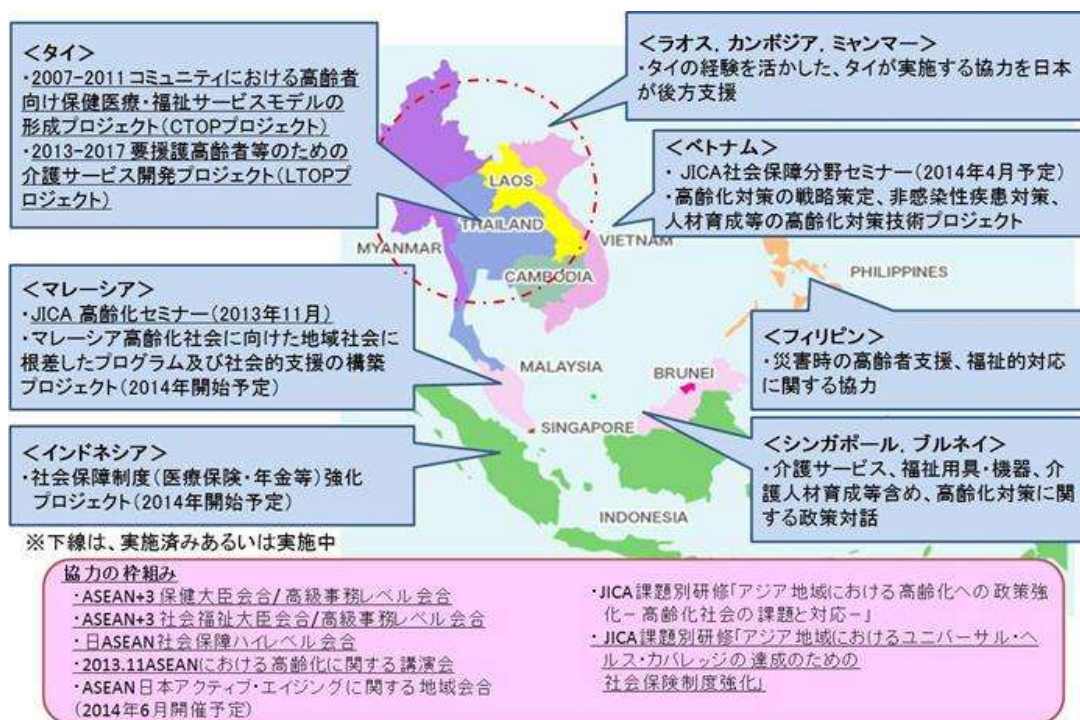 <タイ>
・2007-2011 コミュニティにおける高齢者
向け保健医療・福祉サービスモデルの
形成プロジェクト(CTOPプロジェクト)
・2013-2017 要援護高齢者等のための
介護サービス開発プロジェクト(LTOPプ
ロジェクト)
<ラオス, カンボジア, ミャンマー>
・タイの経験を活かした、タイが実施する協力を日本
が後方支援
<ベトナム>
・ JICA社会保障分野セミナー(2014年4月予定)
・高齢化対策の戦略策定、非感染性疾患対策、
人材育成等の高齢化対策技術プロジェクト
LAOS
THAILAND
MYANMAR
VIETNAM
CAMBODIA
PHILIPPINES
<マレーシア>
・JICA 高齢化セミナー(2013年11月)
・マレーシア高齢化社会に向けた地域社会に
根差したプログラム及び社会的支援の構築
プロジェクト(2014年開始予定)
<フィリピン>
・災害時の高齢者支援、福祉的対応
に関する協力
MALAYSIA
BRUNEI
SINGAPORE
INDONESIA
<インドネシア>
・社会保障制度(医療保険・年金等)強化
プロジェクト(2014年開始予定)
<シンガポール, ブルネイ>
・介護サービス、福祉用具・機器、介
護人材育成等含め、高齢化対策に関
する政策対話
※下線は、実施済みあるいは実施中
協力の枠組み
・ASEAN+3 保健大臣会合/高級事務レベル会合
・ASEAN+3 社会福祉大臣会合/高級事務レベル会合
・日ASEAN社会保障ハイレベル会合
・2013.11ASEANにおける高齢化に関する講演会
・ASEAN日本アクティブ・エイジングに関する地域会合
(2014年6月開催予定)
・JICA課題別研修「アジア地域における高齢化への政策強
化－高齢化社会の課題と対応－」
・JICA課題別研修「アジア地域におけるユニバーサル・ヘ
ルス・カバレッジの達成のための
社会保険制度強化」